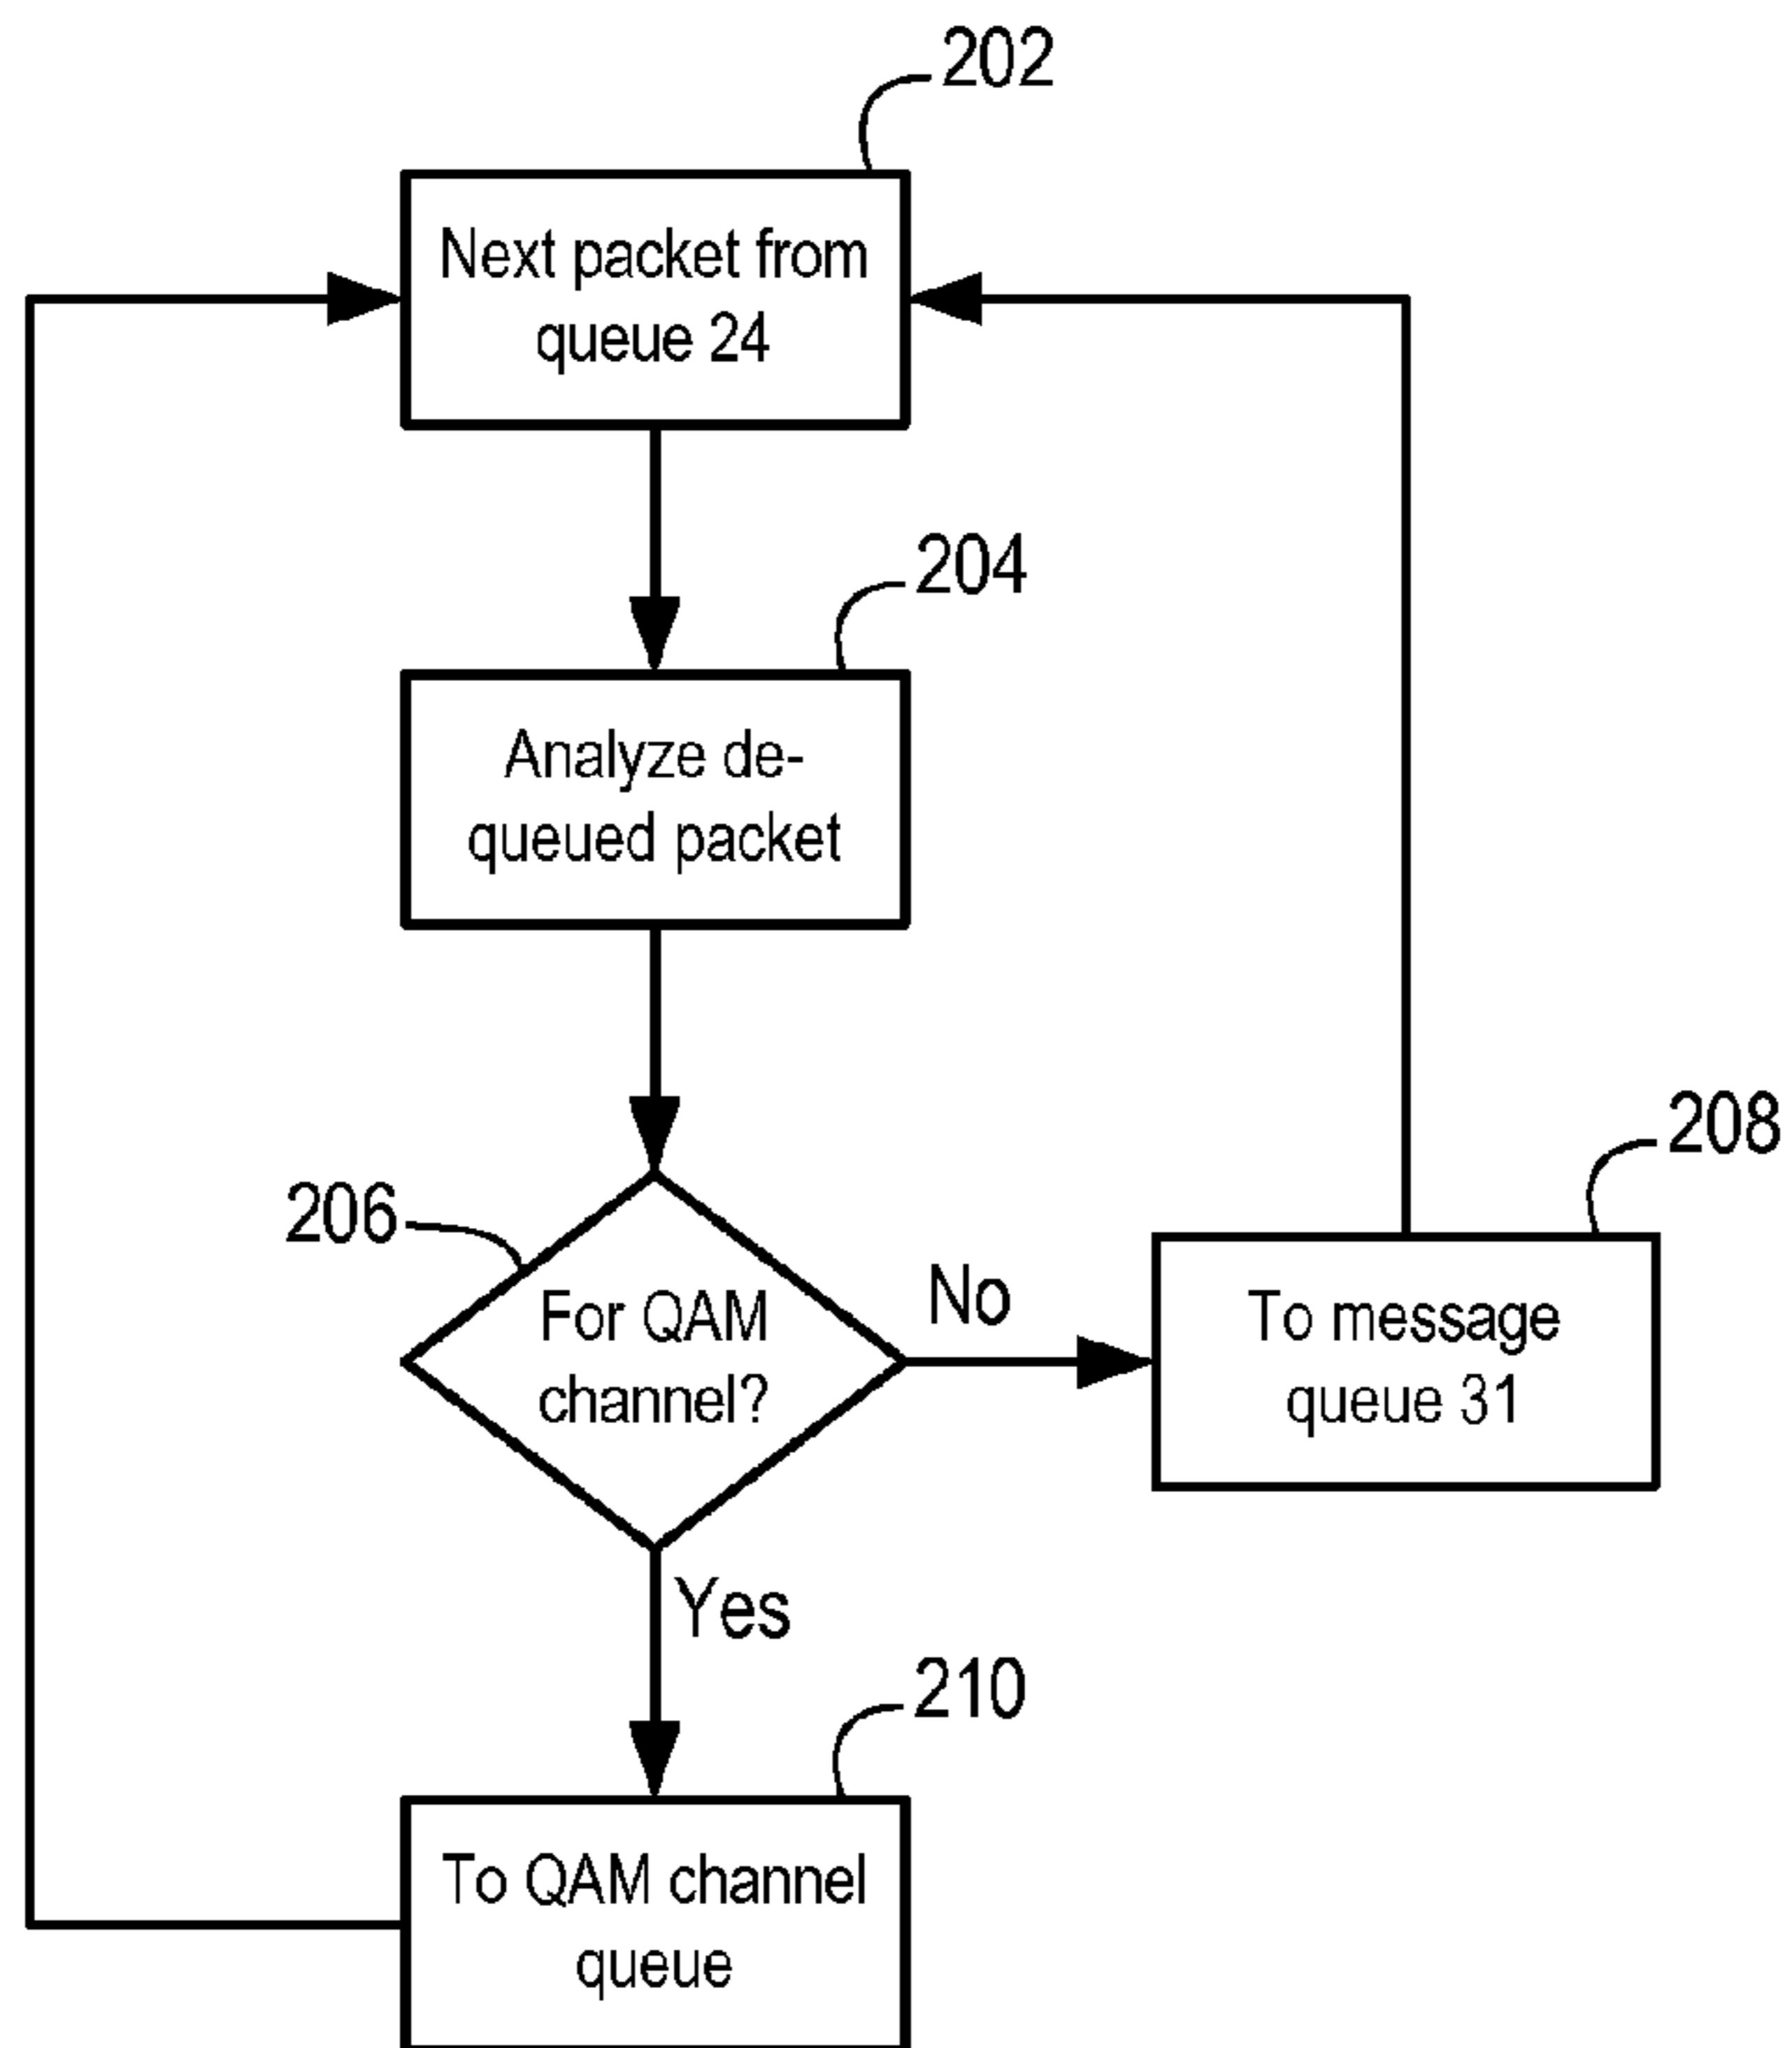 202
Next packet from
queue 24
204
Analyze de-
queued packet
206
For QAM
channel?
No
208
To message
queue 31
Yes
210
To QAM channel
queue